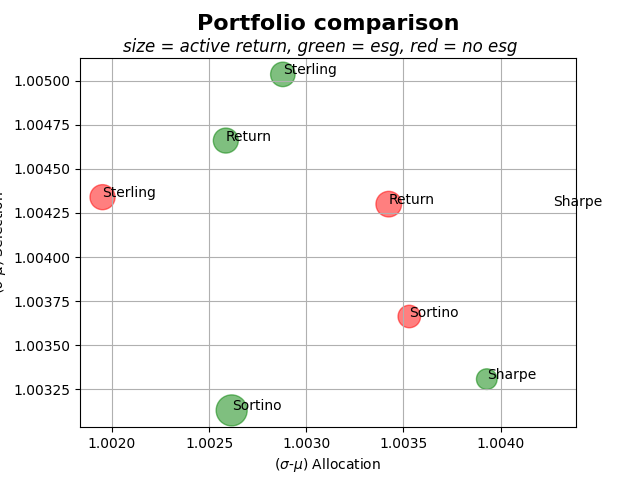 Portfolio comparison
size = active return, green = esg, red = no esg
1.00500
1.00475
1.00450
1.00425
1.00400
1.00375
1.00350
1.00325
Sterling
Return
Sterling
Return
Sharpe
Sortino
Sharpe
Sortino
1.0020 1.0025 1.0030 1.0035 1.0040
(σ-μ) Allocation